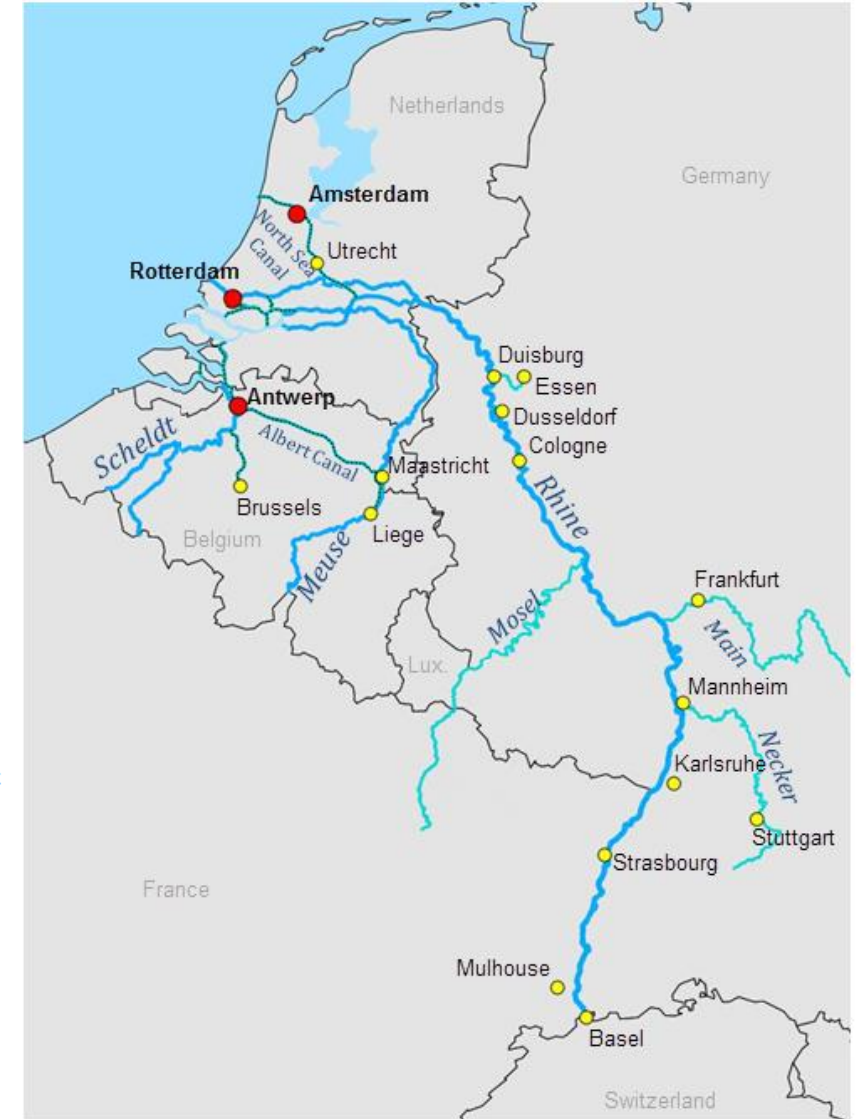 Netherlands
Germany
Amsterdam
North Sea
Canal
Utrecht
Rotterdam
Duisburg
Essen
Antwerp
Dusseldorf
Scheldt
Albert Canal
Cologne
Maastricht
Rhine
Brussels
Liege
Belgium
Meuse
Frankfurt
Mosel
Main
Lux.
Mannheim
Necker
Karlsruhe
Stuttgart
Strasbourg
France
Mulhouse
Basel
Switzerland